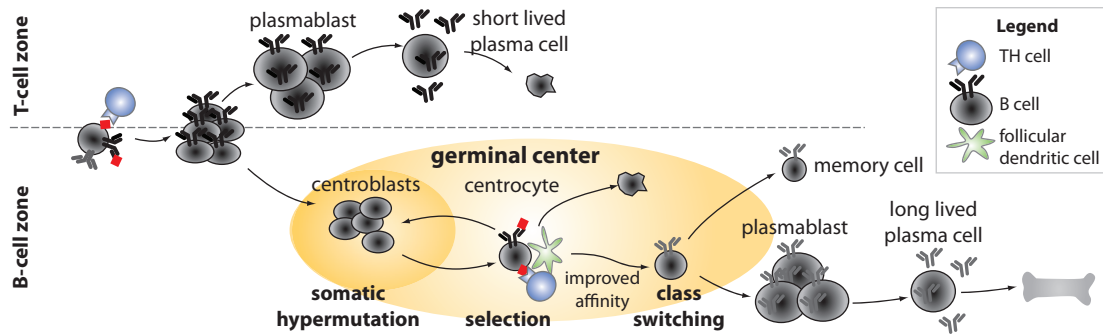 T-cell zone
B-cell zone
plasmablast
short lived
plasma cell
Legend
TH cell
B cell
follicular
dendritic cell
germinal center
centroblasts
centrocyte
memory cell
plasmablast
long lived
plasma cell
improved
affinity
somatic
hypermutation
selection
class
switching